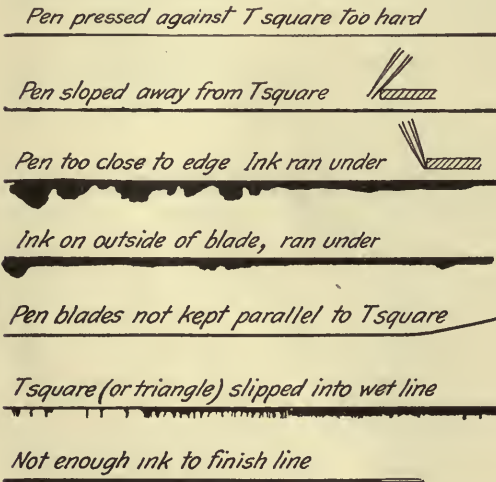 Pen pressed against T square too hard
Pen sloped away from Tsquare
Pen too close to edge Ink ran under
Ink on outside of blade, ran under
Pen blades not kept parallel to Tsquare
Tsquare (or triangle) slipped into wet line
Not enough ink to finish line